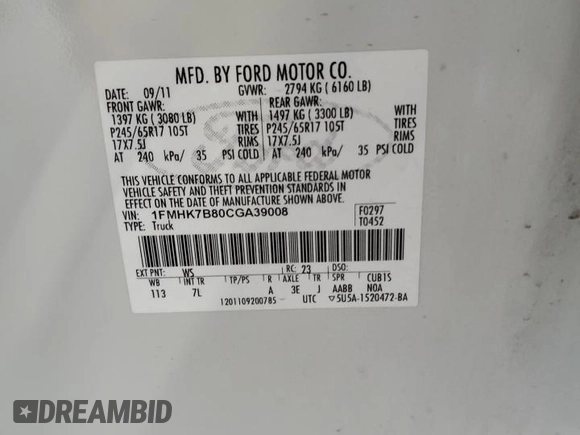 MFD. BY FORD MOTOR CO.
DATE: 09/11 GVWR: 2794 KG ( 6160 LB)
FRONT GAWR: REAR GAWR:
1397 KG ( 3080 LB) WITH 1497 KG ( 3300 LB) WITH
P245/65R17 105T TIRES P245/65R17 105T TIRES
17X7.5J RIMS 17X7.5J RIMS
AT 240 kPa/ 35 PSI COLD AT 240 kPa/ 35 PSI COLD
THIS VEHICLE CONFORMS TO ALL APPLICABLE FEDERAL MOTOR
VEHICLE SAFETY AND THEFT PREVENTION STANDARDS IN
EFFECT ON THE DATE OF MANUFACTURE SHOWN ABOVE.
VIN: 1FMHK7B80CGA39008 F0297
TYPE: Truck T0452
EXT PNT: WS RC: 23 DSO:
WB INT TR TP/PS R AXLE TR SPR CUB1S
113 7L A 3E J AABB NOA
1201109200785 UTC ▽5U5A-1520472-BA
DREAMBID